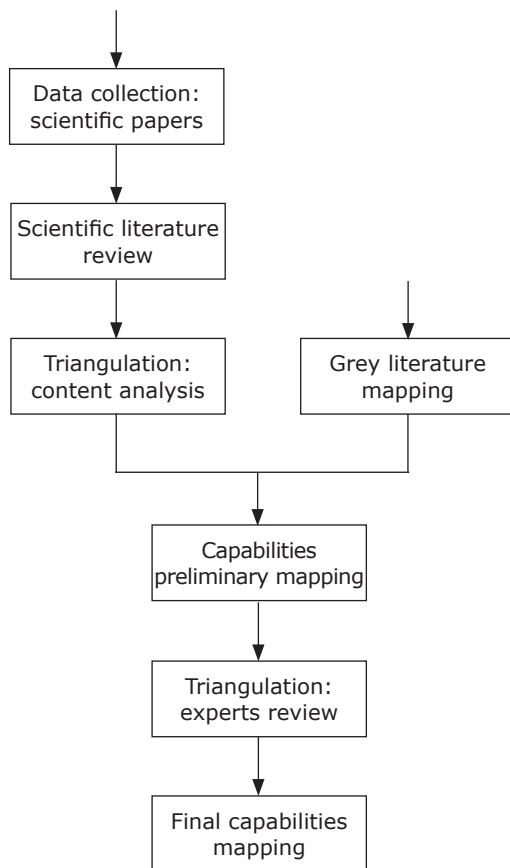 Data collection:
scientific papers
Scientific literature
review
Triangulation:
content analysis
Grey literature
mapping
Capabilities
preliminary mapping
Triangulation:
experts review
Final capabilities
mapping